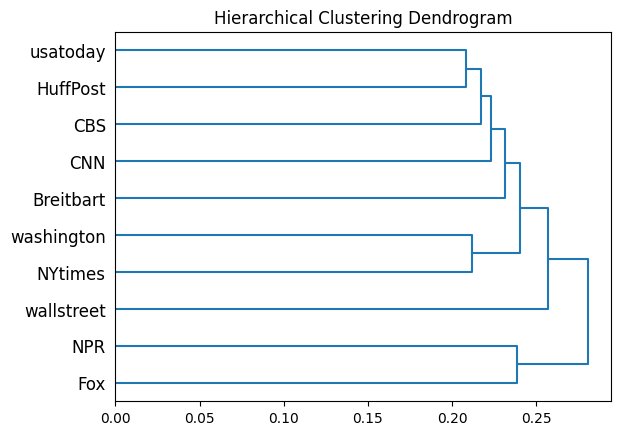 Hierarchical Clustering Dendrogram
usatoday
HuffPost
CBS
CNN
Breitbart
washington
NYtimes
wallstreet
NPR
Fox
0.00 0.05 0.10 0.15 0.20 0.25